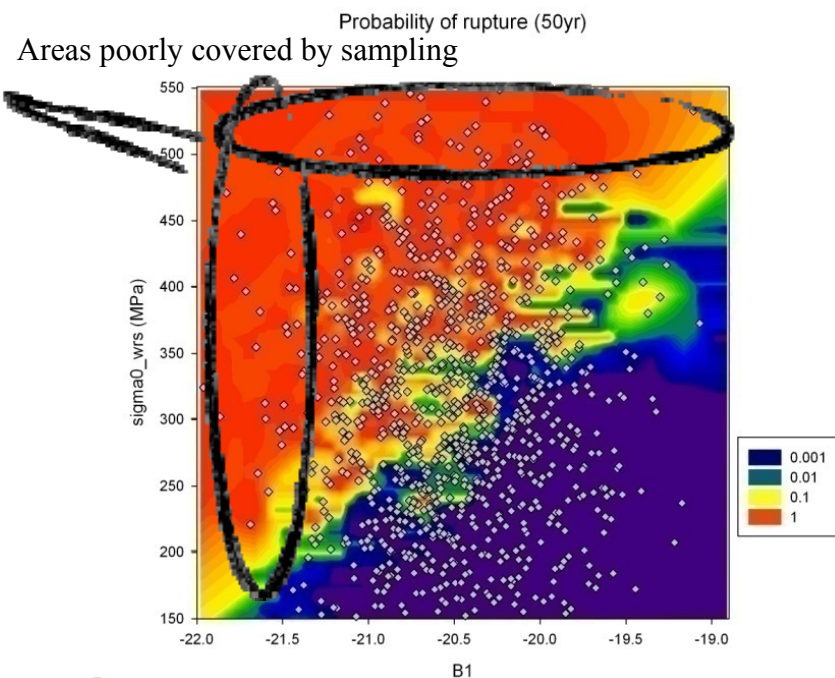 Probability of rupture (50yr)
Areas poorly covered by sampling
550
500
450
400
350
300
250
200
150
sigma0_wrs (MPa)
-22.0 -21.5 -21.0 -20.5 -20.0 -19.5 -19.0
B1
0.001
0.01
0.1
1